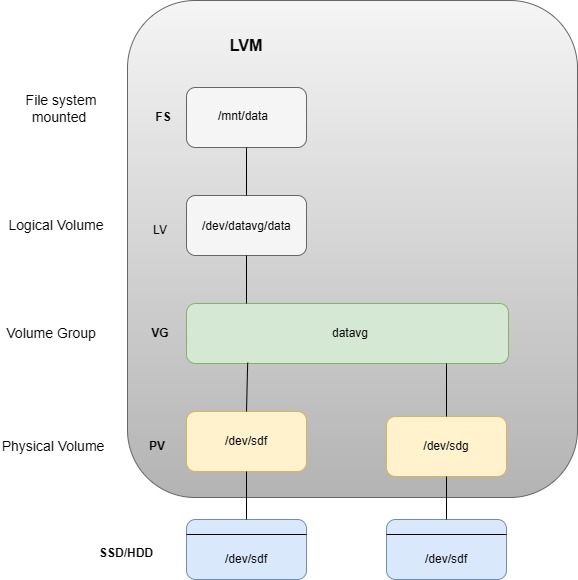 LVM
File system
mounted
FS
/mnt/data
Logical Volume
LV
/dev/datavg/data
Volume Group
VG
datavg
Physical Volume
PV
/dev/sdf
/dev/sdg
SSD/HDD
/dev/sdf
/dev/sdf